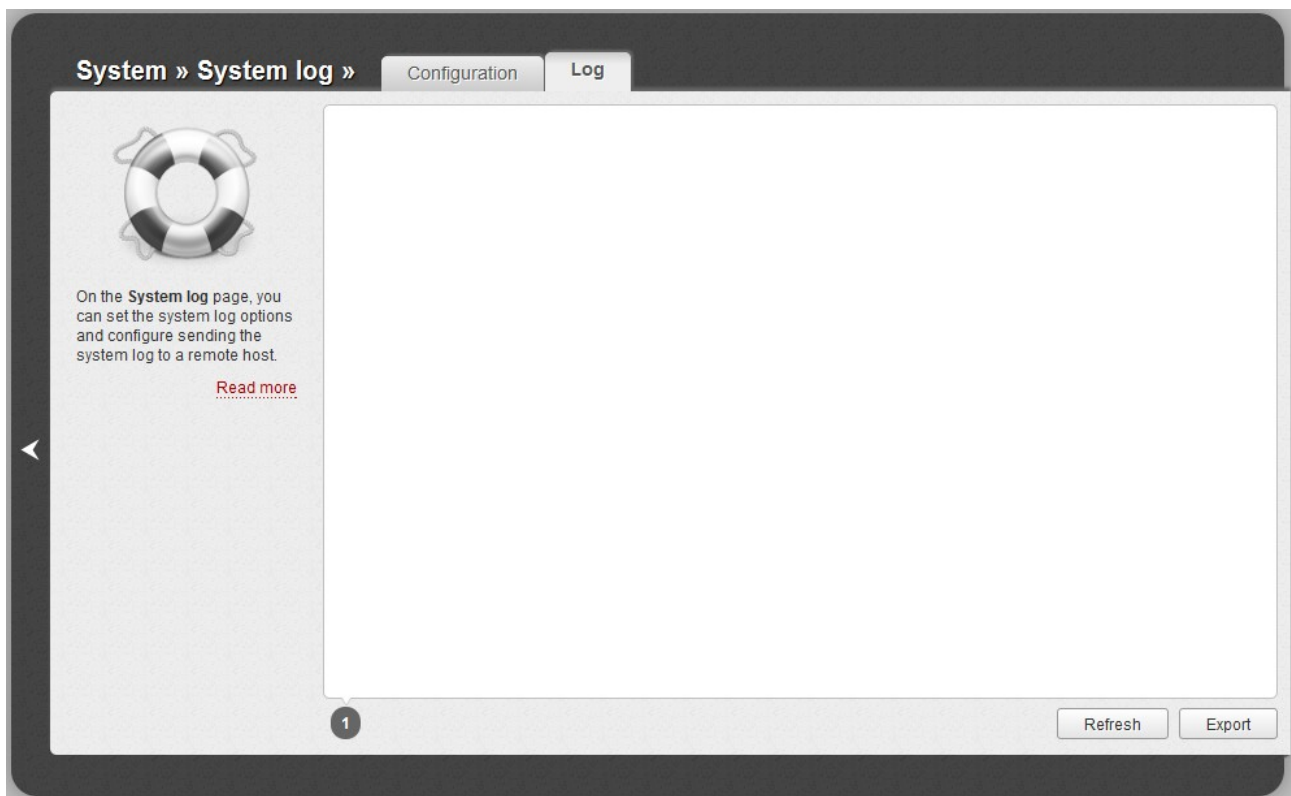 System » System log »
Configuration
Log
On the System log page, you
can set the system log options
and configure sending the
system log to a remote host.
Read more
1
Refresh
Export